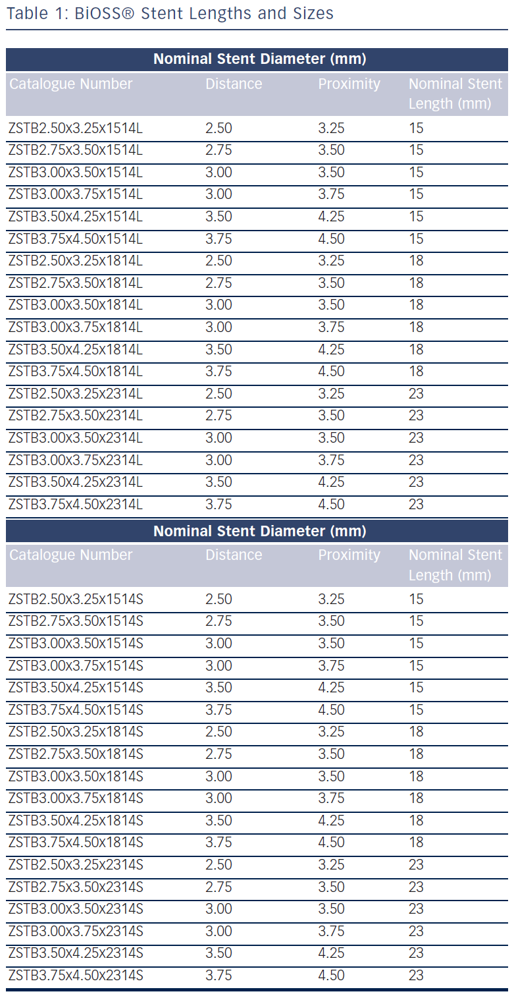 Table 1: BiOSS® Stent Lengths and Sizes
Nominal Stent Diameter (mm)
Catalogue Number Distance Proximity Nominal Stent
Length (mm)
ZSTB2.50x3.25x1514L 2.50 3.25 15
ZSTB2.75x3.50x1514L 2.75 3.50 15
ZSTB3.00x3.50x1514L 3.00 3.50 15
ZSTB3.00x3.75x1514L 3.00 3.75 15
ZSTB3.50x4.25x1514L 3.50 4.25 15
ZSTB3.75x4.50x1514L 3.75 4.50 15
ZSTB2.50x3.25x1814L 2.50 3.25 18
ZSTB2.75x3.50x1814L 2.75 3.50 18
ZSTB3.00x3.50x1814L 3.00 3.50 18
ZSTB3.00x3.75x1814L 3.00 3.75 18
ZSTB3.50x4.25x1814L 3.50 4.25 18
ZSTB3.75x4.50x1814L 3.75 4.50 18
ZSTB2.50x3.25x2314L 2.50 3.25 23
ZSTB2.75x3.50x2314L 2.75 3.50 23
ZSTB3.00x3.50x2314L 3.00 3.50 23
ZSTB3.00x3.75x2314L 3.00 3.75 23
ZSTB3.50x4.25x2314L 3.50 4.25 23
ZSTB3.75x4.50x2314L 3.75 4.50 23
Nominal Stent Diameter (mm)
Catalogue Number Distance Proximity Nominal Stent
Length (mm)
ZSTB2.50x3.25x1514S 2.50 3.25 15
ZSTB2.75x3.50x1514S 2.75 3.50 15
ZSTB3.00x3.50x1514S 3.00 3.50 15
ZSTB3.00x3.75x1514S 3.00 3.75 15
ZSTB3.50x4.25x1514S 3.50 4.25 15
ZSTB3.75x4.50x1514S 3.75 4.50 15
ZSTB2.50x3.25x1814S 2.50 3.25 18
ZSTB2.75x3.50x1814S 2.75 3.50 18
ZSTB3.00x3.50x1814S 3.00 3.50 18
ZSTB3.00x3.75x1814S 3.00 3.75 18
ZSTB3.50x4.25x1814S 3.50 4.25 18
ZSTB3.75x4.50x1814S 3.75 4.50 18
ZSTB2.50x3.25x2314S 2.50 3.25 23
ZSTB2.75x3.50x2314S 2.75 3.50 23
ZSTB3.00x3.50x2314S 3.00 3.50 23
ZSTB3.00x3.75x2314S 3.00 3.75 23
ZSTB3.50x4.25x2314S 3.50 4.25 23
ZSTB3.75x4.50x2314S 3.75 4.50 23